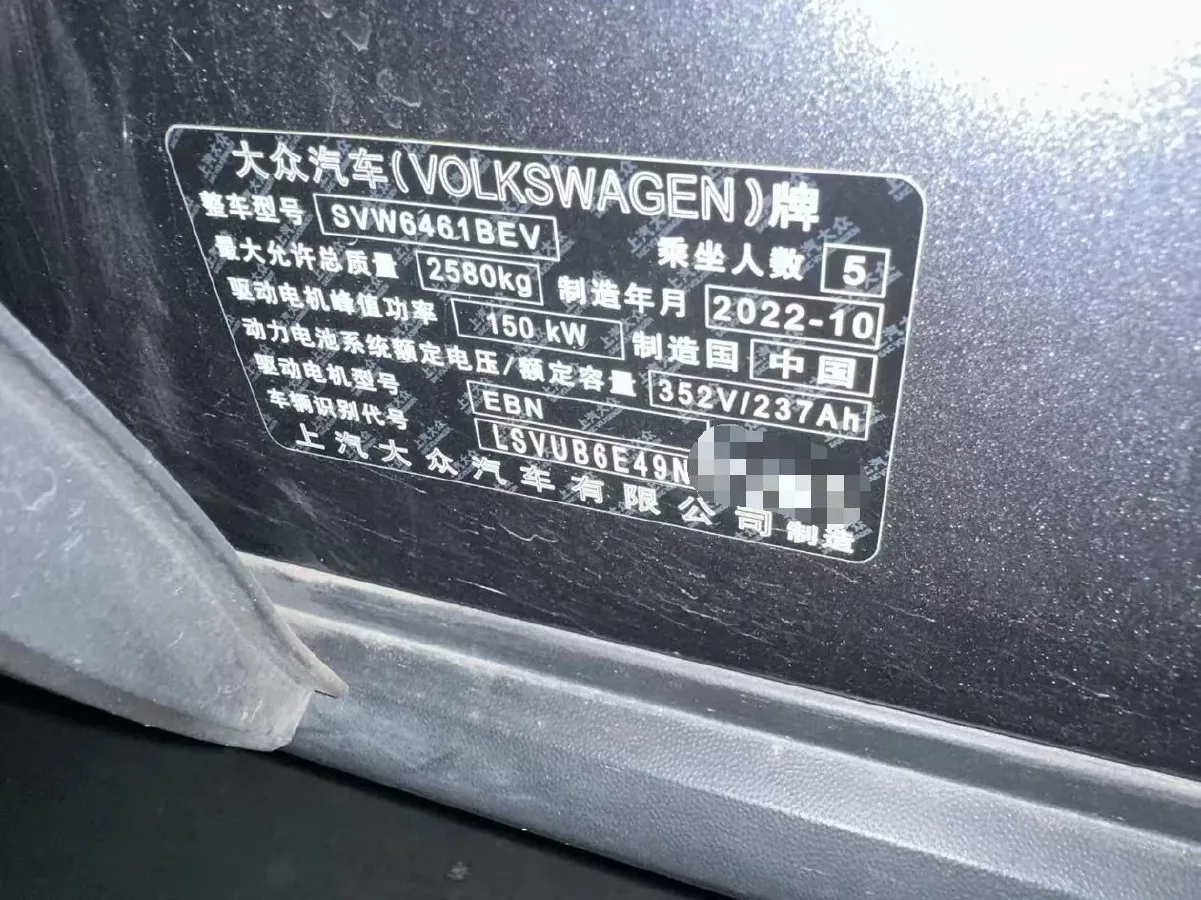 大众汽车(VOLKSWAGEN)牌
整车型号 SVW6461BEV 乘坐人数 5
最大允许总质量 2580kg 制造年月 2022-10
驱动电机峰值功率 150 kW 制造国 中国
动力电池系统额定电压/额定容量 352V/237Ah
驱动电机型号 EBN
车辆识别代号 LSVUB6E49N
上汽大众汽车有限公司制造